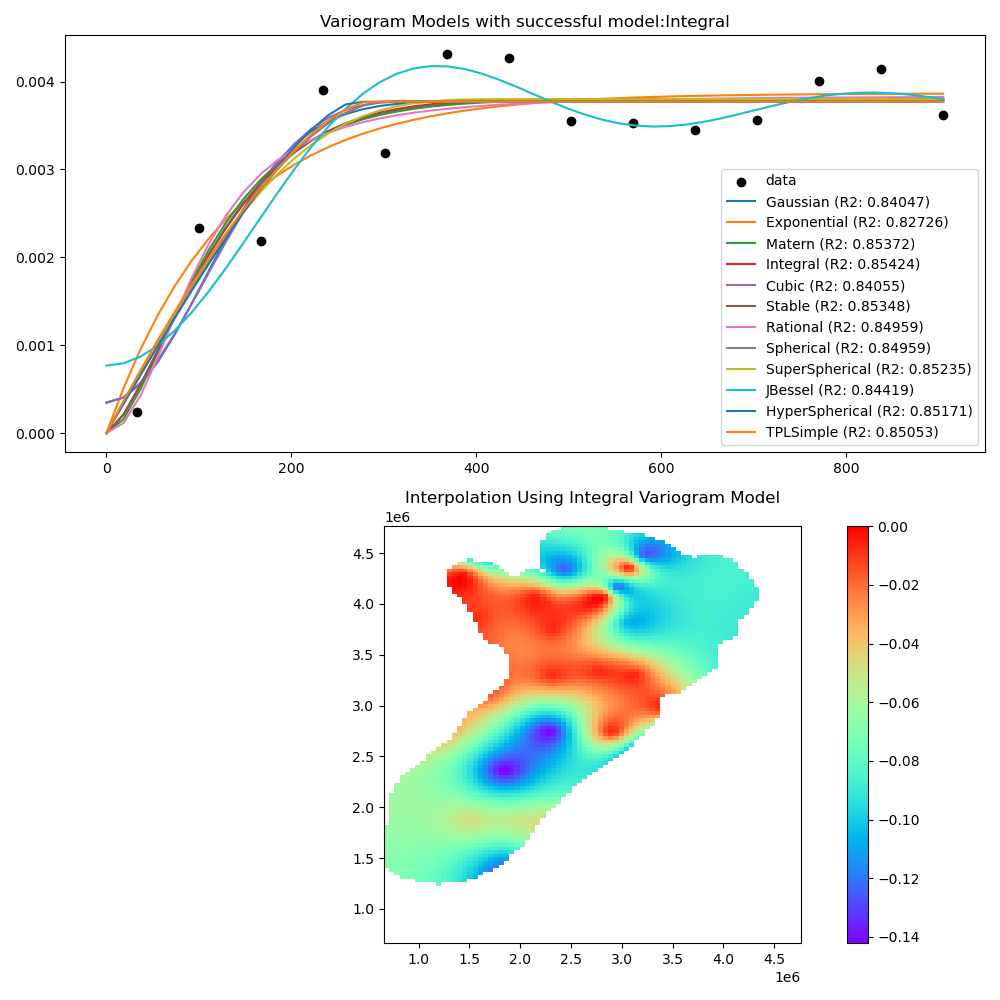 Variogram Models with successful model:Integral
0.004
0.003
0.002
0.001
0.000
data
Gaussian (R2: 0.84047)
Exponential (R2: 0.82726)
Matern (R2: 0.85372)
Integral (R2: 0.85424)
Cubic (R2: 0.84055)
Stable (R2: 0.85348)
Rational (R2: 0.84959)
Spherical (R2: 0.84959)
SuperSpherical (R2: 0.85235)
JBessel (R2: 0.84419)
HyperSpherical (R2: 0.85171)
TPLSimple (R2: 0.85053)
0 200 400 600 800
Interpolation Using Integral Variogram Model
1e6
4.5
4.0
3.5
3.0
2.5
2.0
1.5
1.0
1.0 1.5 2.0 2.5 3.0 3.5 4.0 4.5
1e6
0.00
−0.02
−0.04
−0.06
−0.08
−0.10
−0.12
−0.14